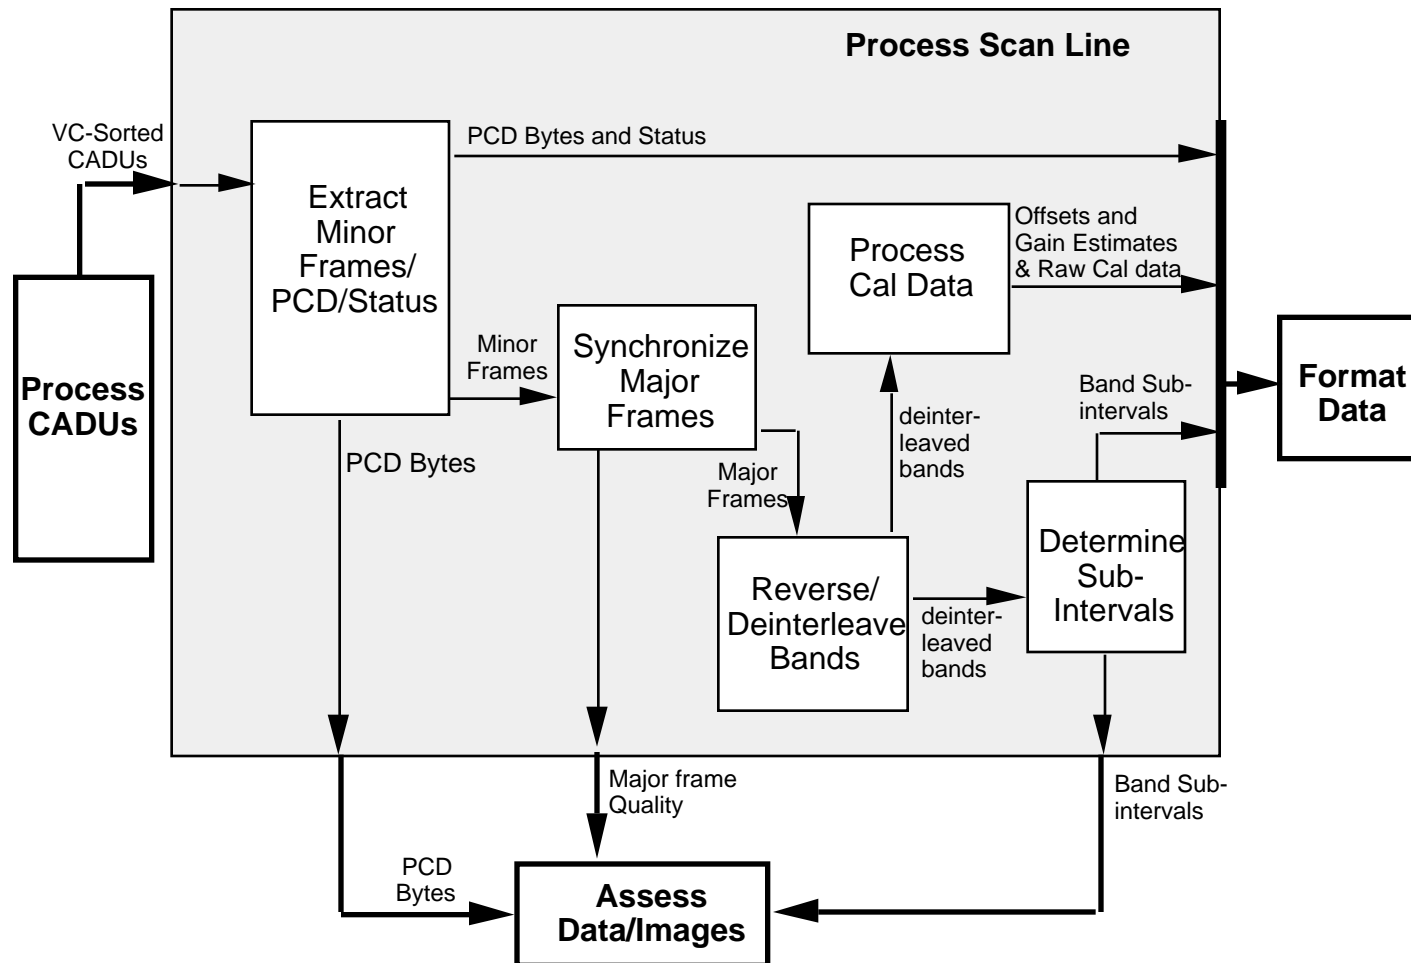 Process Scan Line
VC-Sorted
CADUs
PCD Bytes and Status
Extract
Minor
Frames/
PCD/Status
Process
Cal Data
Offsets and
Gain Estimates
& Raw Cal data
Process
CADUs
Minor
Frames
Synchronize
Major
Frames
Band Sub-
intervals
Format
Data
deinter-
leaved
bands
PCD Bytes
Major
Frames
Reverse/
Deinterleave
Bands
deinter-
leaved
bands
Determine
Sub-
Intervals
Major frame
Quality
Band Sub-
intervals
PCD
Bytes
Assess
Data/Images